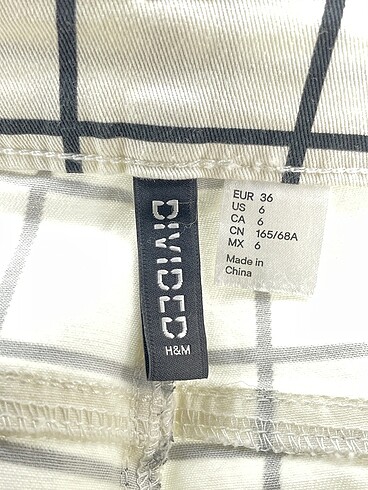 DIVIDED
H&M
EUR 36
US 6
CA 6
CN 165/68A
MX 6
Made in
China